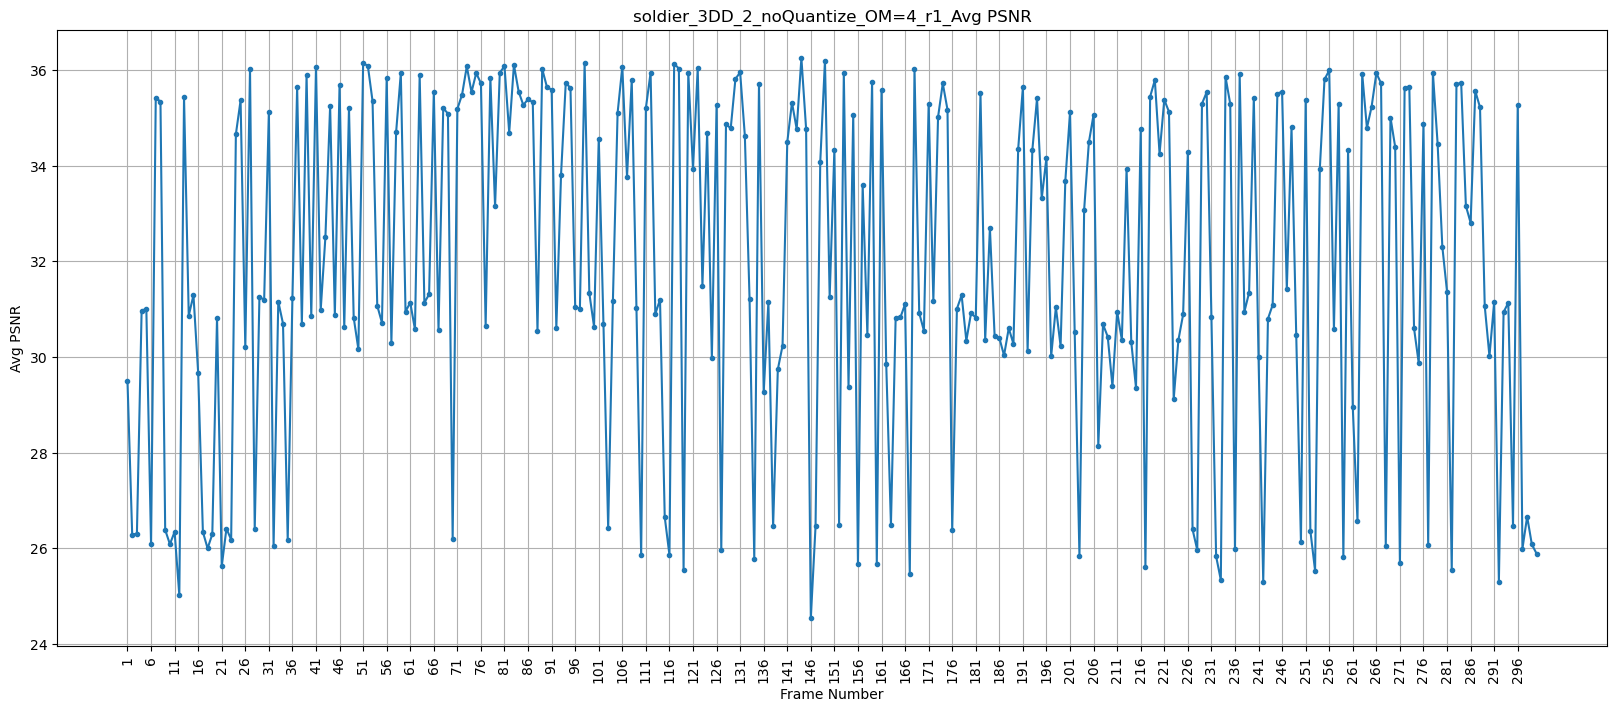 soldier_3DD_2_noQuantize_OM=4_r1_Avg PSNR
Avg PSNR
36
34
32
30
28
26
24
1 6 11 16 21 26 31 36 41 46 51 56 61 66 71 76 81 86 91 96 101 106 111 116 121 126 131 136 141 146 151 156 161 166 171 176 181 186 191 196 201 206 211 216 221 226 231 236 241 246 251 256 261 266 271 276 281 286 291 296
Frame Number